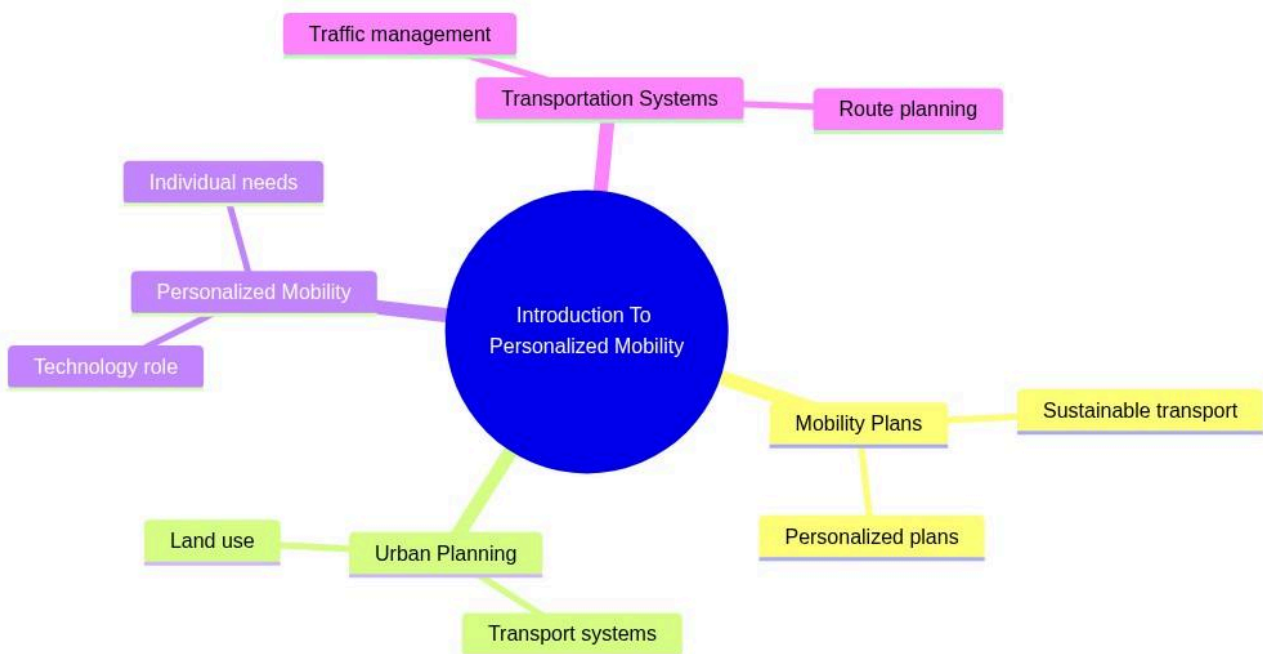 Traffic management
Transportation Systems
Route planning
Individual needs
Personalized Mobility
Technology role
Introduction To
Personalized Mobility
Mobility Plans
Sustainable transport
Personalized plans
Land use
Urban Planning
Transport systems